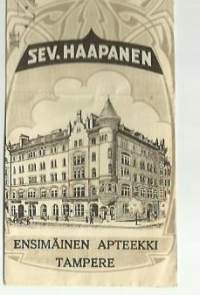 SEV. HAAPANEN
ENSIMÄINEN APTEEKKI
TAMPERE